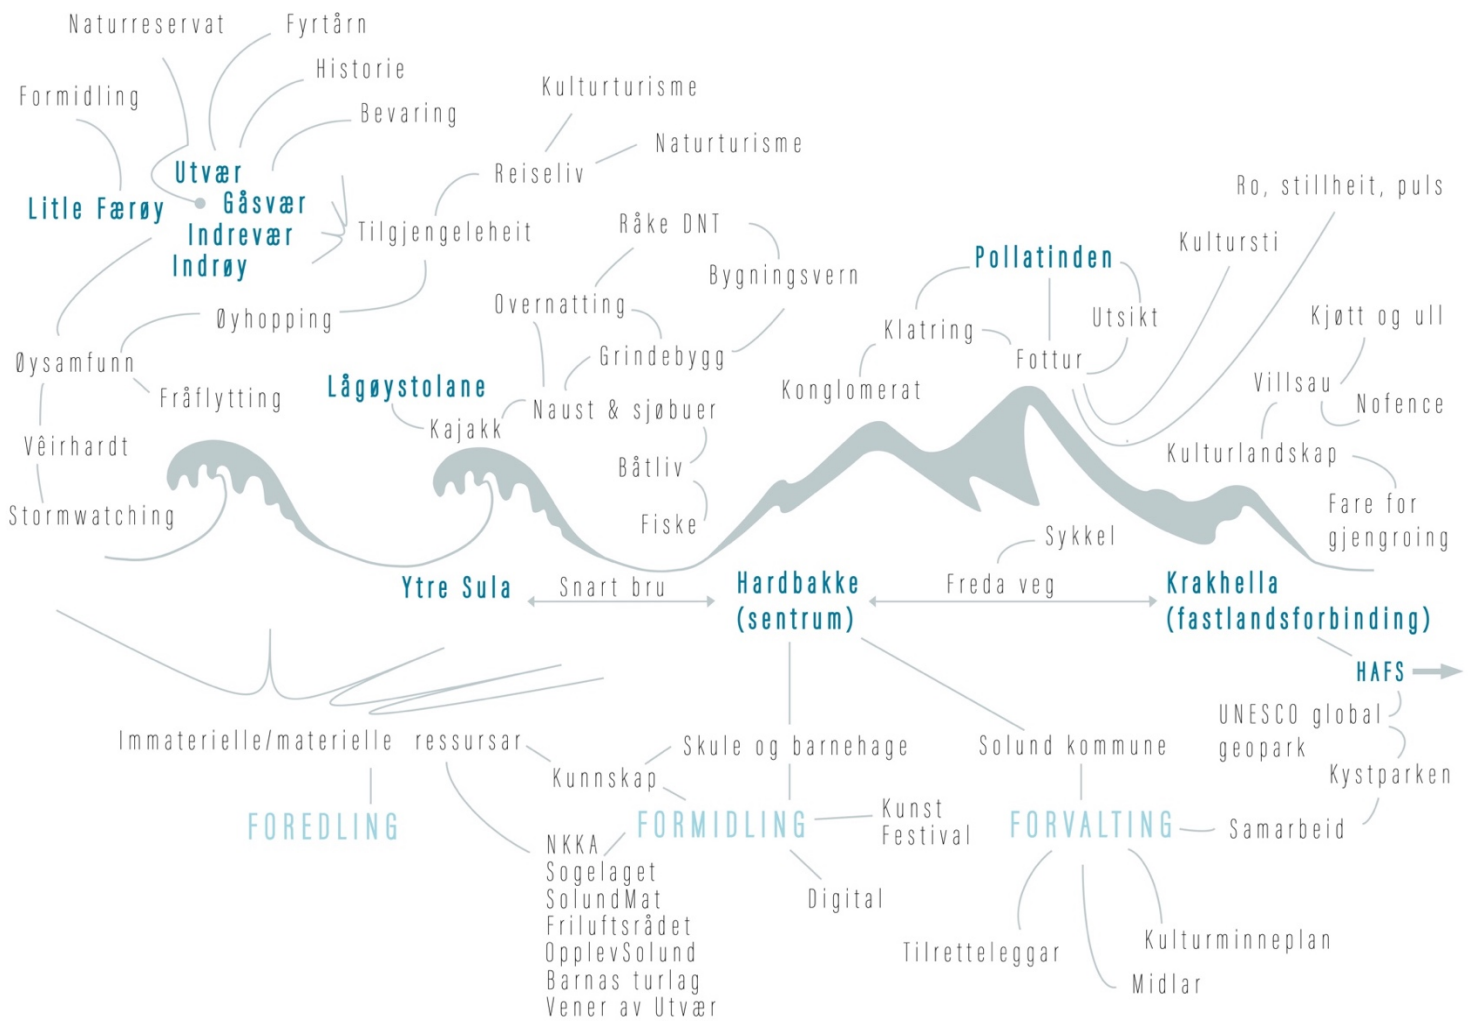 Naturreservat
Fyrtårn
Historie
Formidling
Bevaring
Kulturturisme
Naturturisme
Reiseliv
Utvær
Litle Færøy
Gåsvær
Indrevær
Indrøy
Tilgjengeleheit
Råke DNT
Bygningsvern
Ro, stillheit, puls
Kultursti
Pollatinden
Overnatting
Øyhopping
Klatring
Utsikt
Kjøtt og ull
Øysamfunn
Grindebygg
Fottur
Fråflytting
Lågøystolane
Konglomerat
Villsau
Nofence
Naust & sjøbuer
Kajakk
Vêirhardt
Båtliv
Kulturlandskap
Stormwatching
Fiske
Fare for
gjengroing
Sykkel
Ytre Sula
Snart bru
Hardbakke
(sentrum)
Freda veg
Krakhella
(fastlandsforbinding)
HAFS
UNESCO global
geopark
Immaterielle/materielle ressursar
Skule og barnehage
Solund kommune
Kunnskap
Kystparken
FOREDLING
FORMIDLING
Kunst
Festival
FORVALTING
Samarbeid
NKKA
Sogelaget
SolundMat
Friluftsrådet
OpplevSolund
Barnas turlag
Vener av Utvær
Digital
Tilretteleggar
Kulturminneplan
Midlar